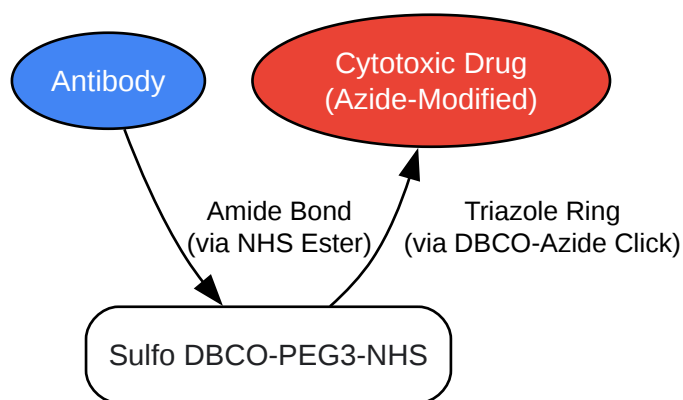 Antibody
Cytotoxic Drug
(Azide-Modified)
Amide Bond
(via NHS Ester)
Triazole Ring
(via DBCO-Azide Click)
Sulfo DBCO-PEG3-NHS